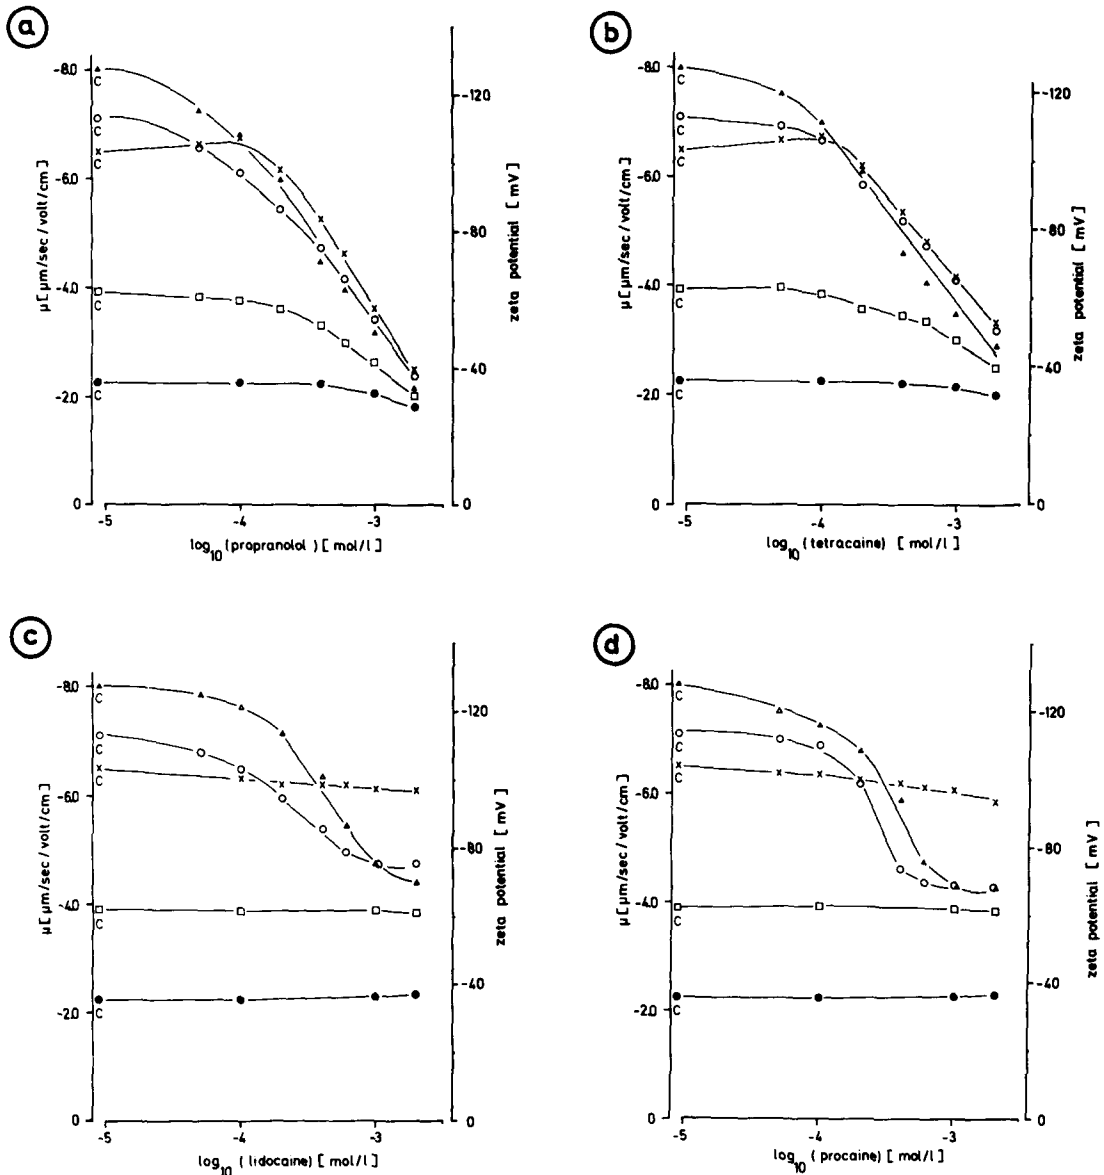 a
-8.0
-6.0
-4.0
-2.0
0
μ [ μm/sec/volt/cm ]
C
C
C
C
C
-120
-80
-40
0
zeta potential [ mV ]
-5
-4
-3
log10 (propranolol) [ mol/l ]
b
-8.0
-6.0
-4.0
-2.0
0
μ [ μm/sec/volt/cm ]
C
C
C
C
C
-120
-80
-40
0
zeta potential [ mV ]
-5
-4
-3
log10 (tetracaine) [ mol/l ]
c
-8.0
-6.0
-4.0
-2.0
0
μ [ μm/sec/volt/cm ]
C
C
C
C
C
-120
-80
-40
0
zeta potential [ mV ]
-5
-4
-3
log10 (lidocaine) [ mol/l ]
d
-8.0
-6.0
-4.0
-2.0
0
μ [ μm/sec/volt/cm ]
C
C
C
C
C
-120
-80
-40
0
zeta potential [ mV ]
-5
-4
-3
log10 (procaine) [ mol/l ]